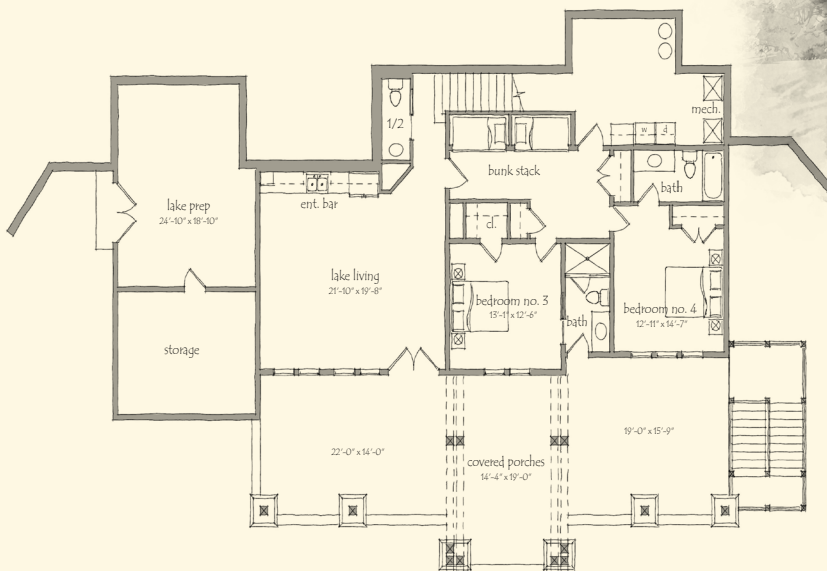 mech.
1/2
w d
bunk stack
bath
ent. bar
lake prep
24'-10" x 18'-10"
cl.
lake living
21'-10" x 19'-8"
bedroom no. 3
13'-1" x 12'-6"
bedroom no. 4
12'-11" x 14'-7"
bath
storage
22'-0" x 14'-0"
19'-0" x 15'-9"
covered porches
14'-4" x 19'-0"